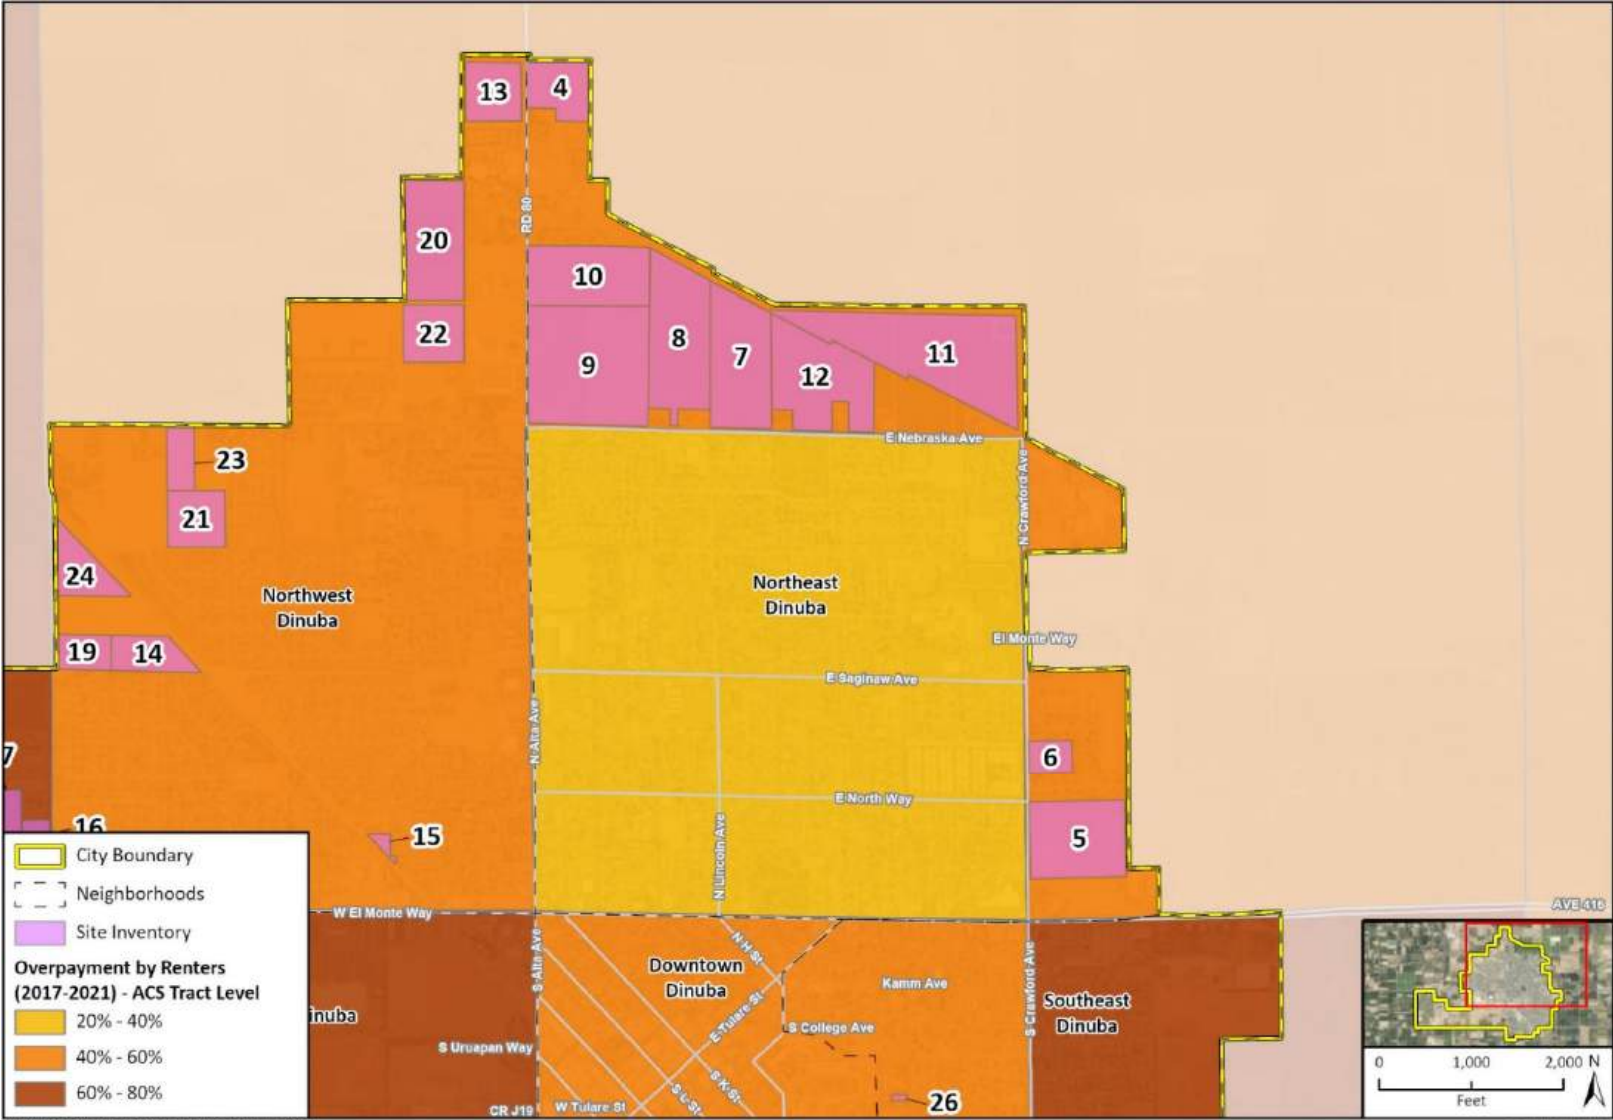 13
4
RD 80
20
10
22
8
9
7
12
11
E Nebraska Ave
23
21
N Crawford Ave
24
Northwest
Dinuba
Northeast
Dinuba
El Monte Way
19
14
E Saginaw Ave
N Alta Ave
7
6
E North Way
16
15
5
N Lincoln Ave
W El Monte Way
AVE 416
S Alta Ave
N H St
Downtown
Dinuba
Kamm Ave
S Crawford Ave
Southeast
Dinuba
E Tulare St
S College Ave
inuba
S Uruapan Way
S K St
S L St
26
CR J19
W Tulare St
City Boundary
Neighborhoods
Site Inventory
Overpayment by Renters
(2017-2021) - ACS Tract Level
20% - 40%
40% - 60%
60% - 80%
0 1,000 2,000 N
Feet